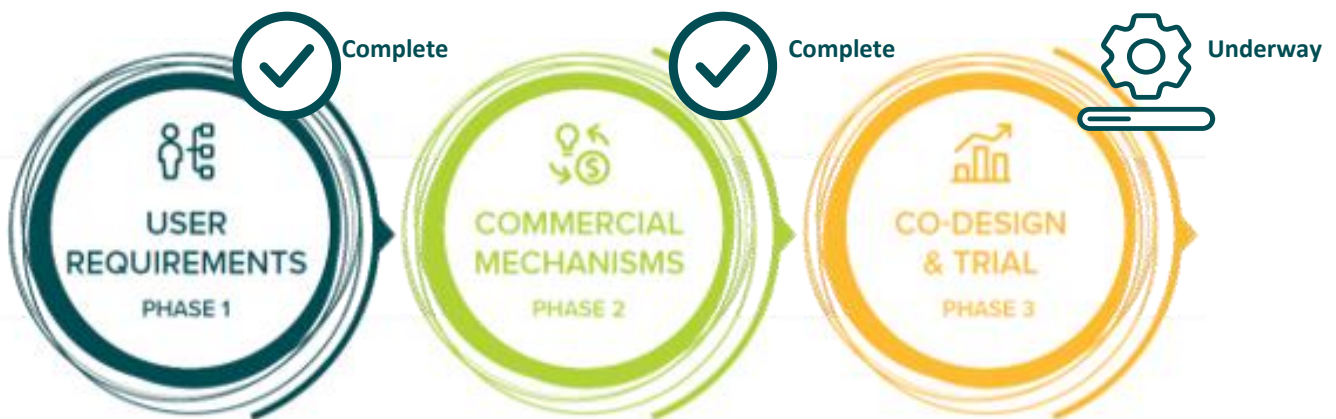 Complete
Complete
Underway
USER
REQUIREMENTS
PHASE 1
COMMERCIAL
MECHANISMS
PHASE 2
CO-DESIGN
& TRIAL
PHASE 3